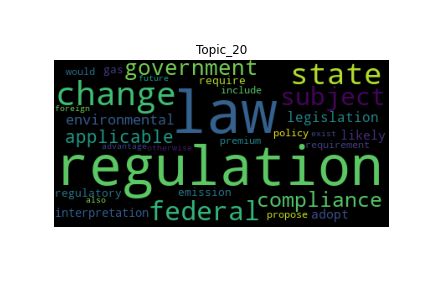 Topic_20
would gas government state
future require
change law include subject
foreign
environmental legislation
applicable premium policy exist likely
advantage otherwise requirement
regulation
regulatory emission compliance
also
interpretation federal propose adopt